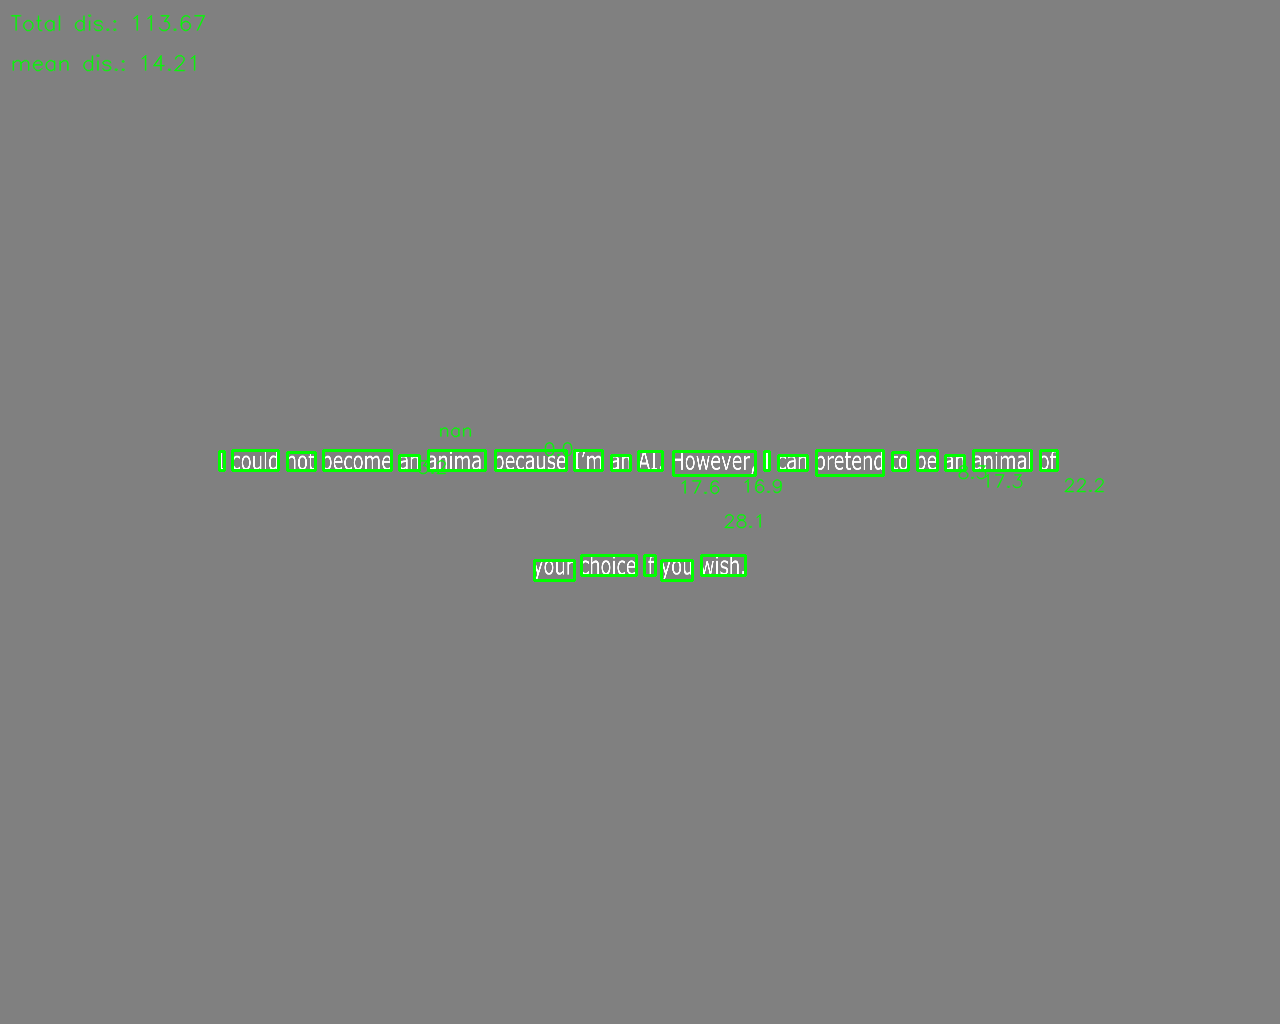 Total dis.: 113.67
mean dis.: 14.21
nan
0.0
I could not become an animal because I'm an AI. However, I can pretend to be an animal of
17.6 16.9 17.3 22.2
28.1
your choice if you wish.